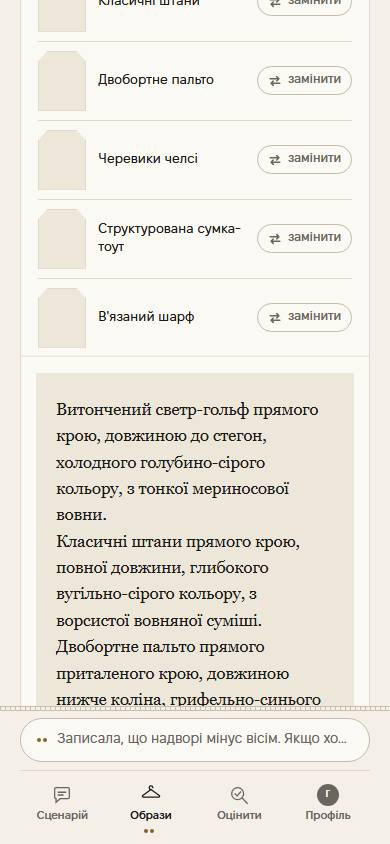 Класичні штани
замінити
Двобортне пальто
замінити
Черевики челсі
замінити
Структурована сумка-
тоут
замінити
В'язаний шарф
замінити
Витончений светр-гольф прямого
крою, довжиною до стегон,
холодного голубино-сірого
кольору, з тонкої мериносової
вовни.
Класичні штани прямого крою,
повної довжини, глибокого
вугільно-сірого кольору, з
ворсистої вовняної суміші.
Двобортне пальто прямого
приталеного крою, довжиною
нижче коліна, грифельно-синього
Записала, що надворі мінус вісім. Якщо хо...
Сценарій
Образи
Оцінити
Г
Профіль